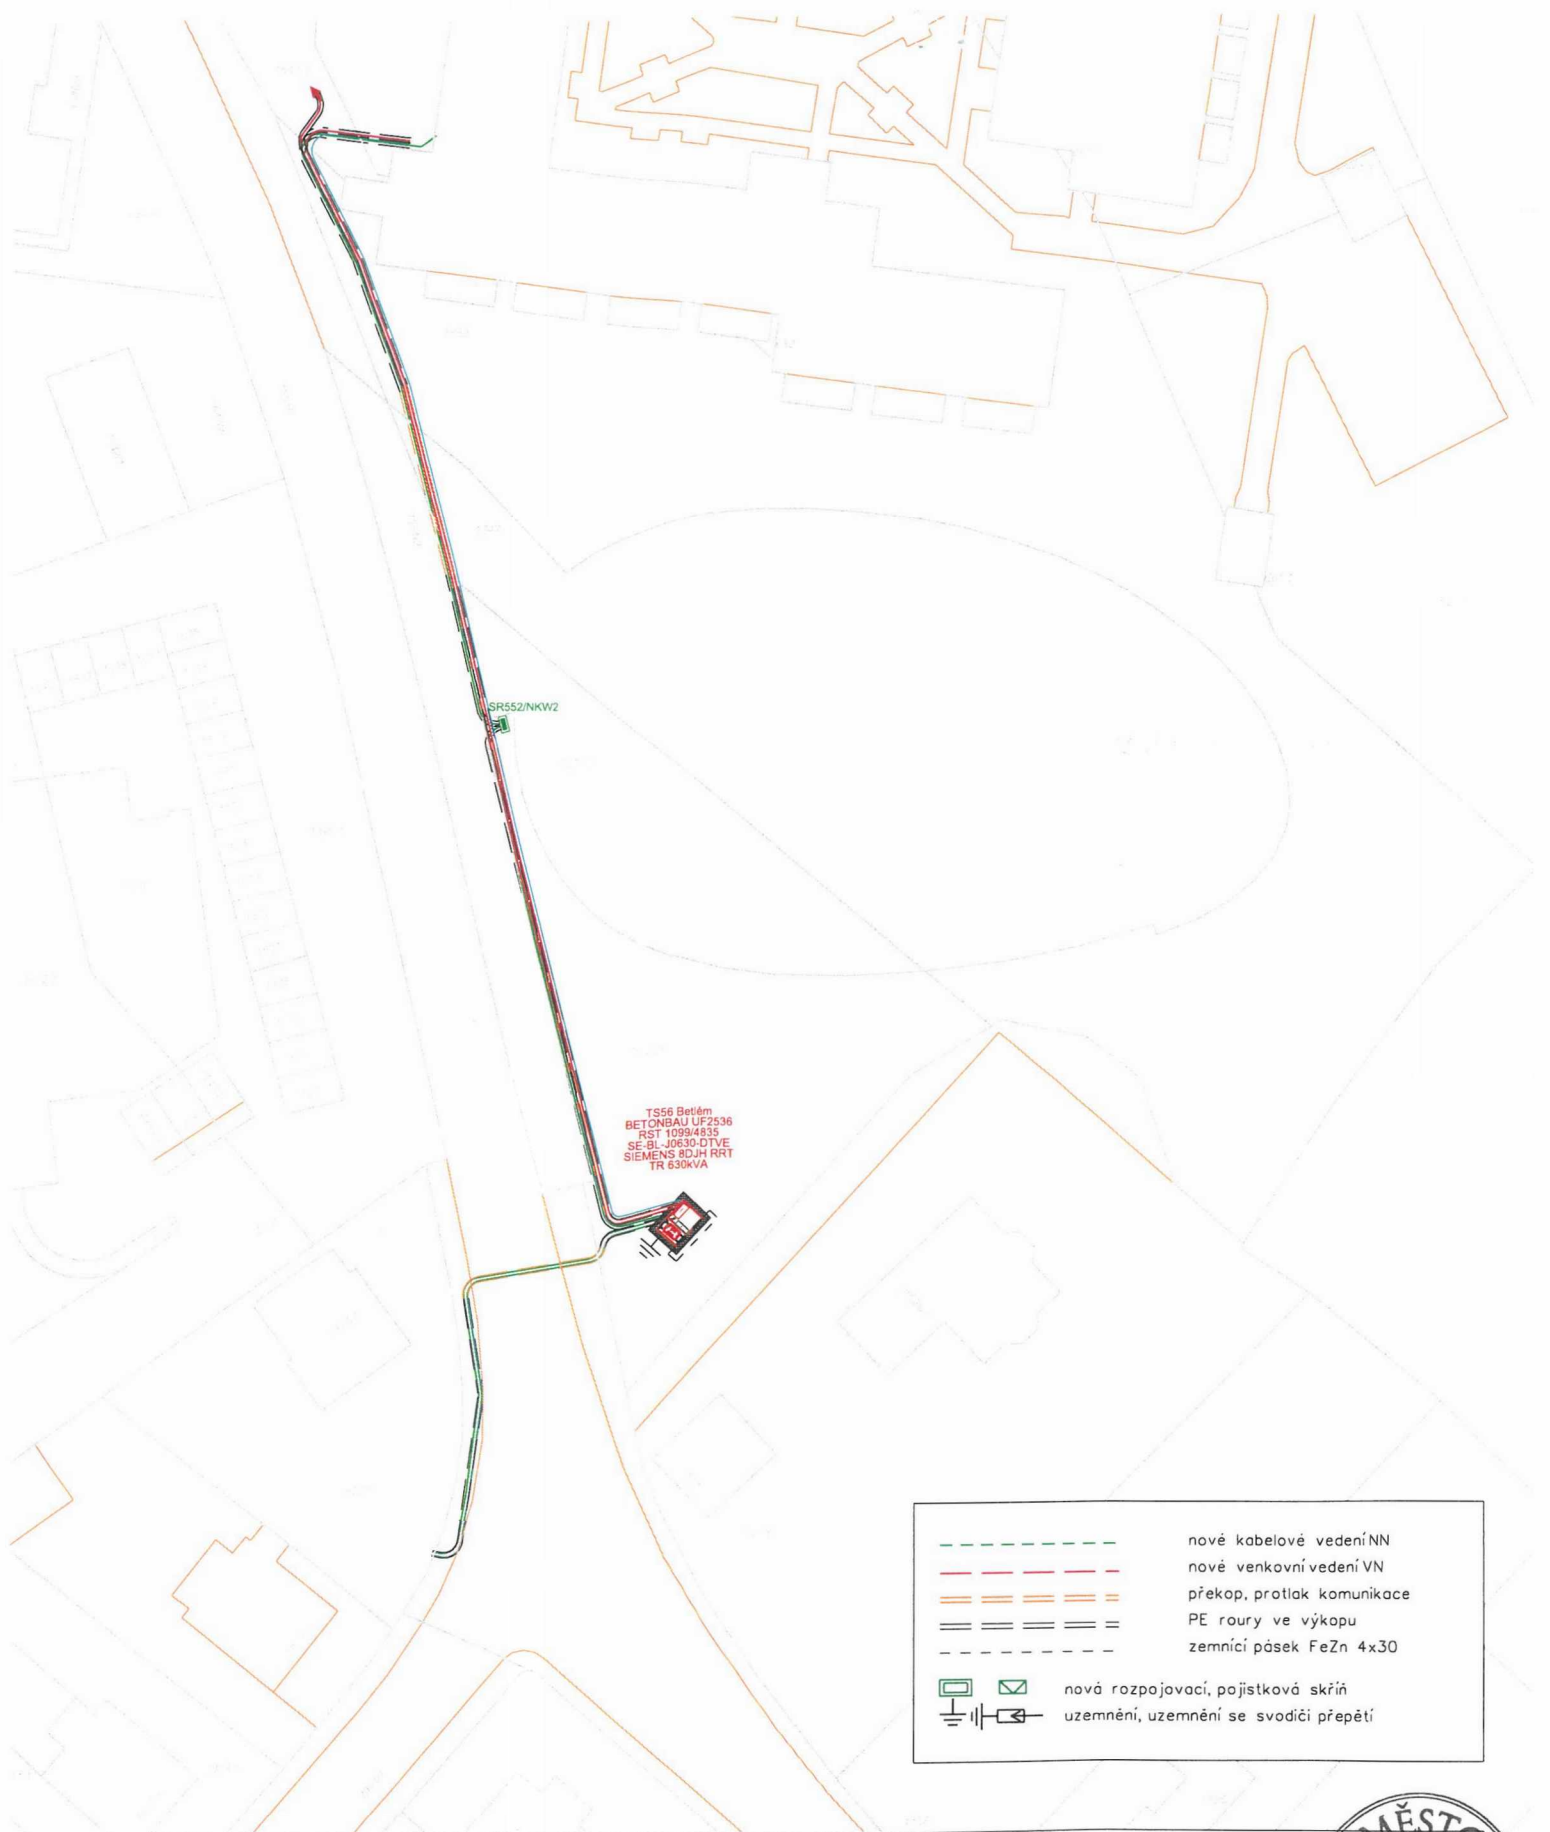 SR552/NKW2
TS56 Betlém
BETONBAU UF2536
RST 1099/4835
SE-BL-J0630-DTVE
SIEMENS 8DJH RRT
TR 630kVA
nové kabelové vedení NN
nové venkovní vedení VN
překop, protlak komunikace
PE roury ve výkopu
zemnící pásek FeZn 4x30
nová rozpojovací, pojistková skříň
uzemnění, uzemnění se svodiči přepětí
MĚSTO